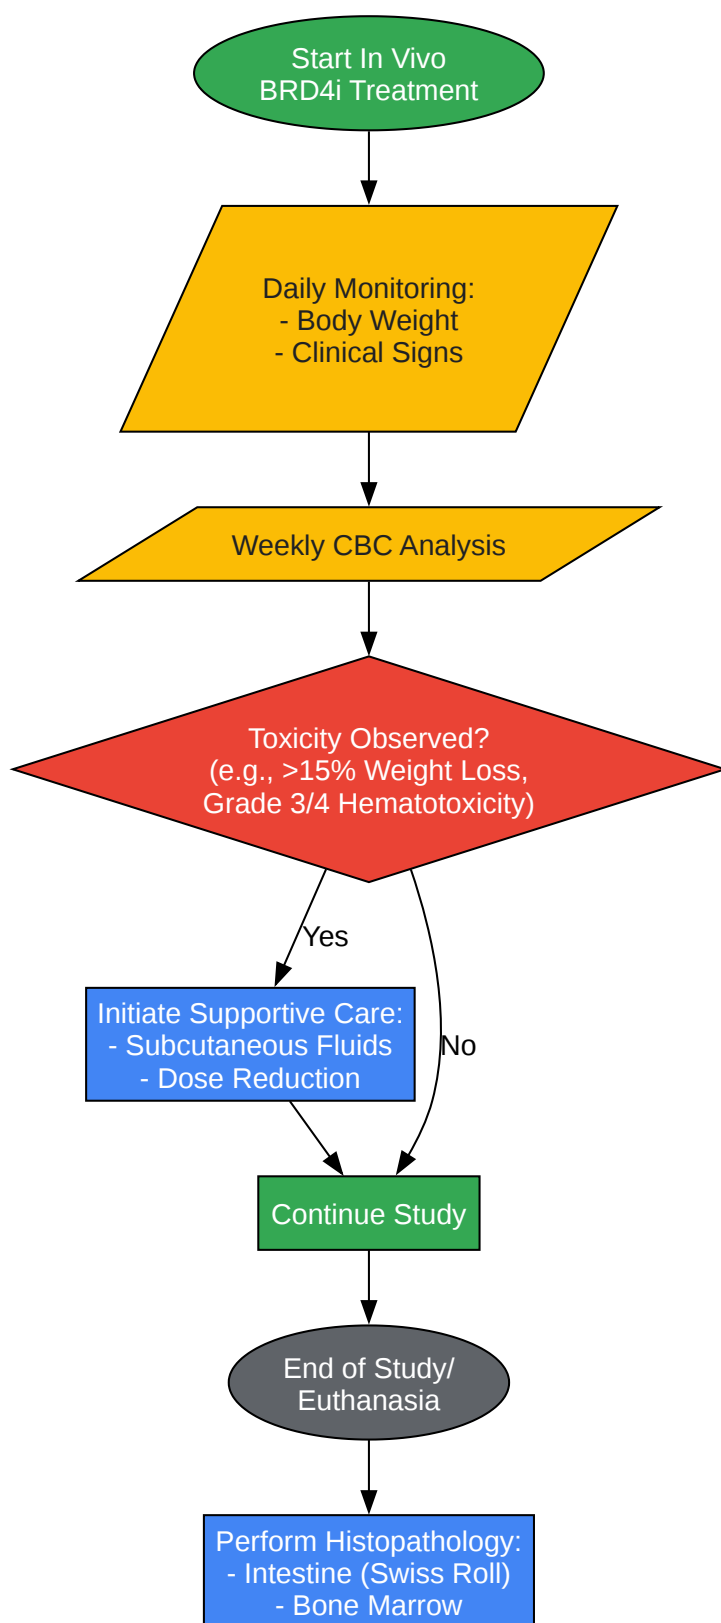 Start In Vivo
BRD4i Treatment
Daily Monitoring:
- Body Weight
- Clinical Signs
Weekly CBC Analysis
Toxicity Observed?
(e.g., >15% Weight Loss,
Grade 3/4 Hematotoxicity)
Yes
Initiate Supportive Care:
- Subcutaneous Fluids
- Dose Reduction
No
Continue Study
End of Study/
Euthanasia
Perform Histopathology:
- Intestine (Swiss Roll)
- Bone Marrow